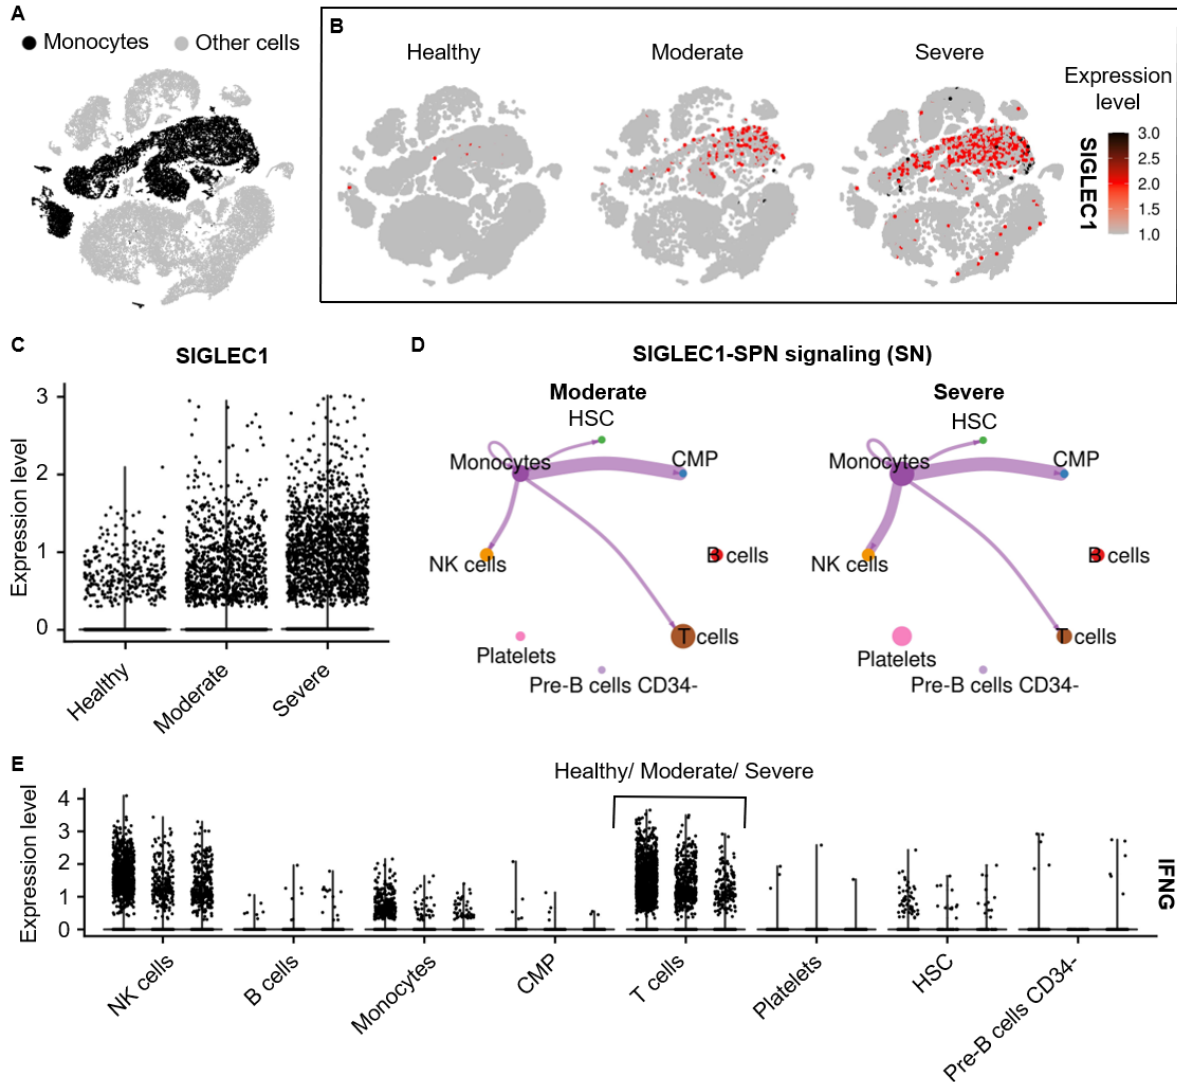 A
Monocytes
Other cells
B
Healthy
Moderate
Severe
Expression
level
SIGLEC1
3.0
2.5
2.0
1.5
1.0
C
SIGLEC1
Expression level
3
2
1
0
Healthy
Moderate
Severe
D
SIGLEC1-SPN signaling (SN)
Moderate
HSC
Monocytes
CMP
NK cells
B cells
T cells
Platelets
Pre-B cells CD34-
Severe
HSC
Monocytes
CMP
NK cells
B cells
T cells
Platelets
Pre-B cells CD34-
E
Healthy/ Moderate/ Severe
Expression level
4
3
2
1
0
IFNG
NK cells
B cells
Monocytes
CMP
T cells
Platelets
HSC
Pre-B cells CD34-